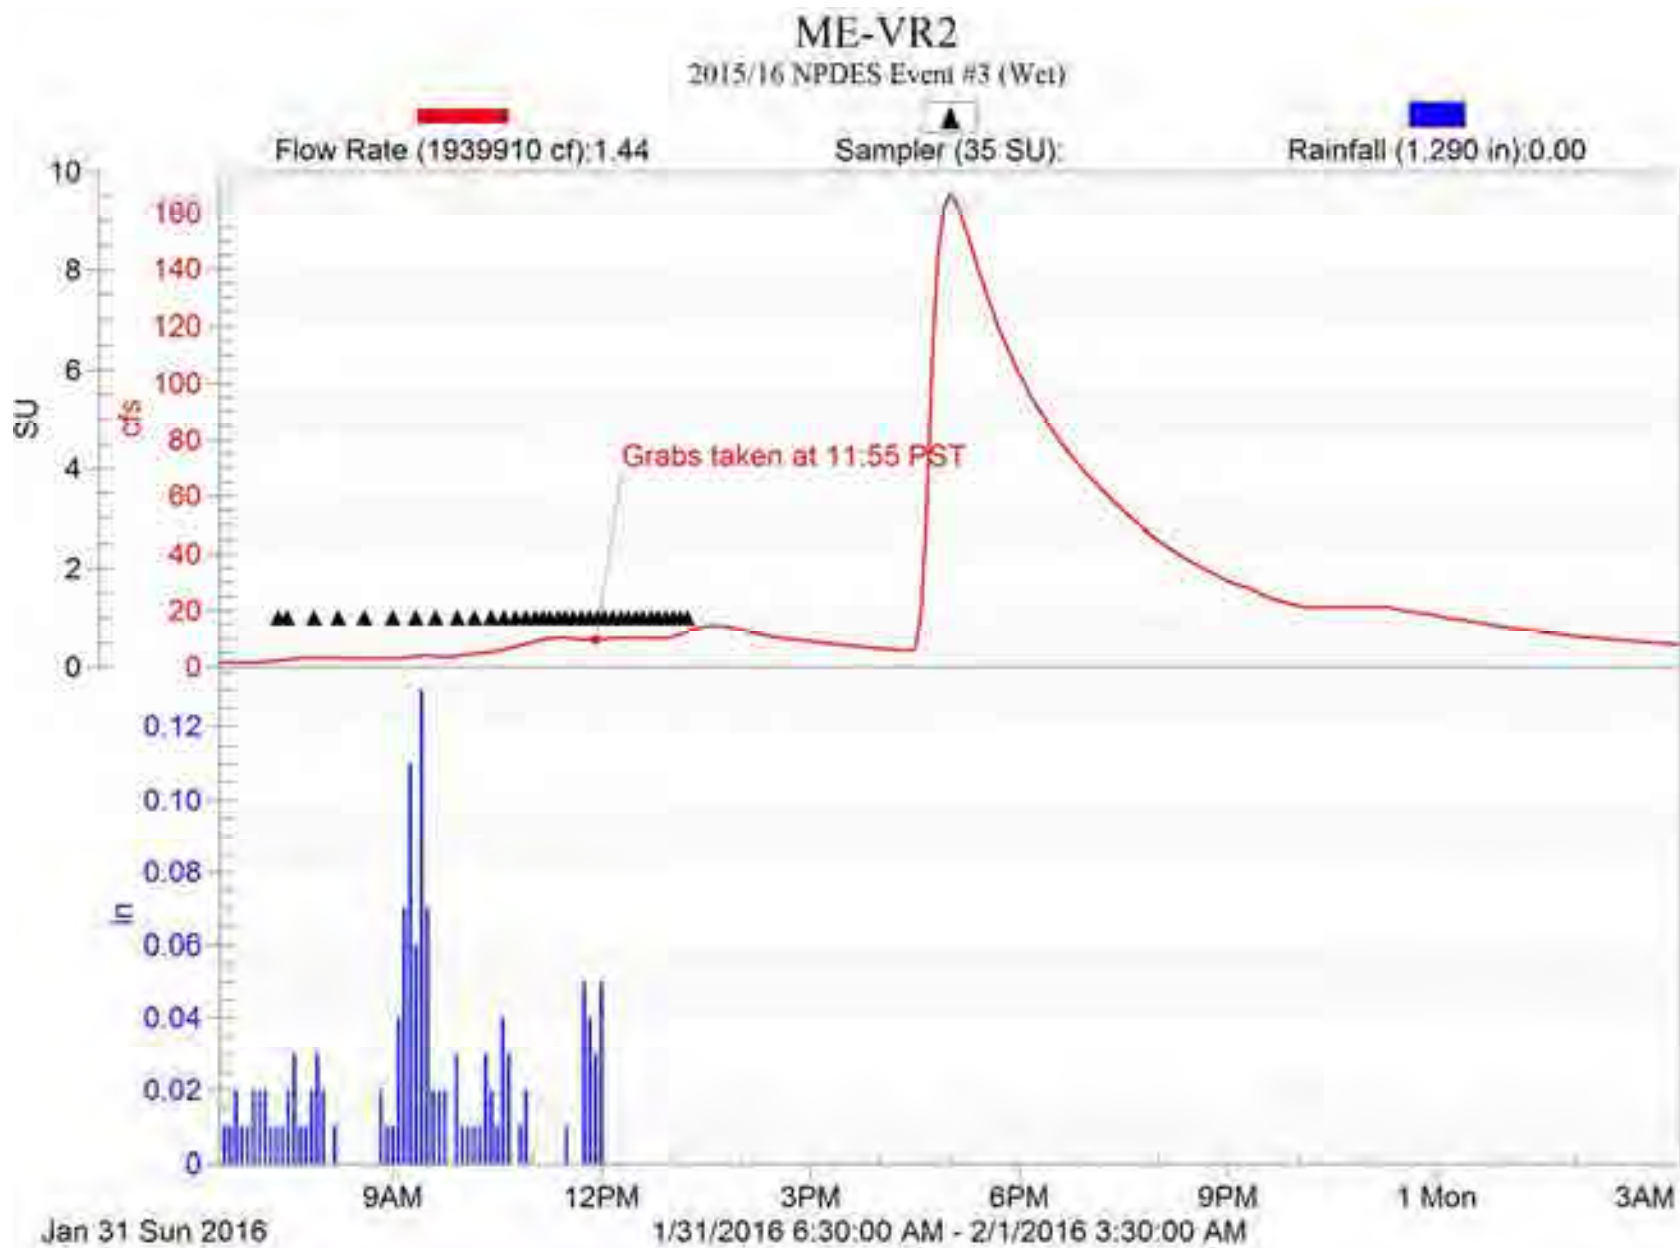 ME-VR2
2015/16 NPDES Event #3 (Wet)
Flow Rate (1939910 cf):1.44
Sampler (35 SU):
Rainfall (1.290 in):0.00
10
8
6
4
2
0
SU
160
140
120
100
80
60
40
20
0
cfs
Grabs taken at 11:55 PST
0.12
0.10
0.08
0.06
0.04
0.02
0
in
9AM 12PM 3PM 6PM 9PM 1 Mon 3AM
Jan 31 Sun 2016
1/31/2016 6:30:00 AM - 2/1/2016 3:30:00 AM